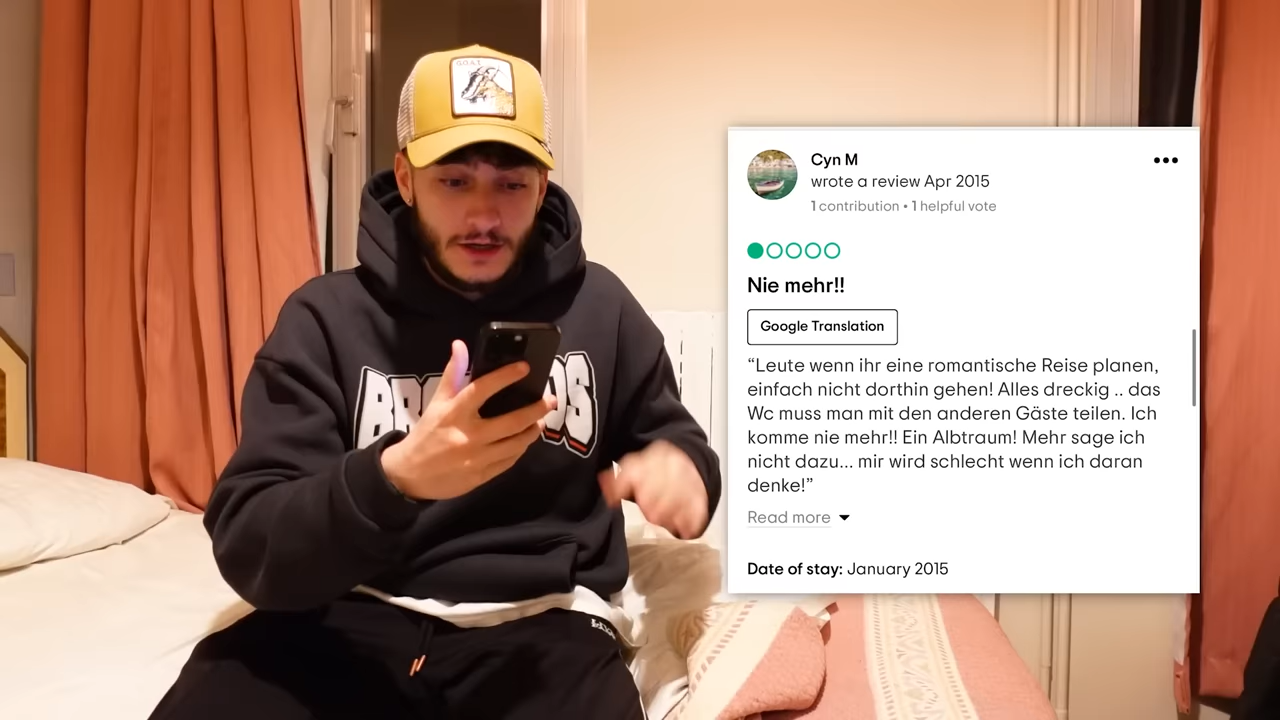 GOAT
Cyn M
wrote a review Apr 2015
1 contribution • 1 helpful vote
Nie mehr!!
Google Translation
“Leute wenn ihr eine romantische Reise planen,
einfach nicht dorthin gehen! Alles dreckig .. das
Wc muss man mit den anderen Gäste teilen. Ich
komme nie mehr!! Ein Albtraum! Mehr sage ich
nicht dazu... mir wird schlecht wenn ich daran
denke!”
Read more
Date of stay: January 2015